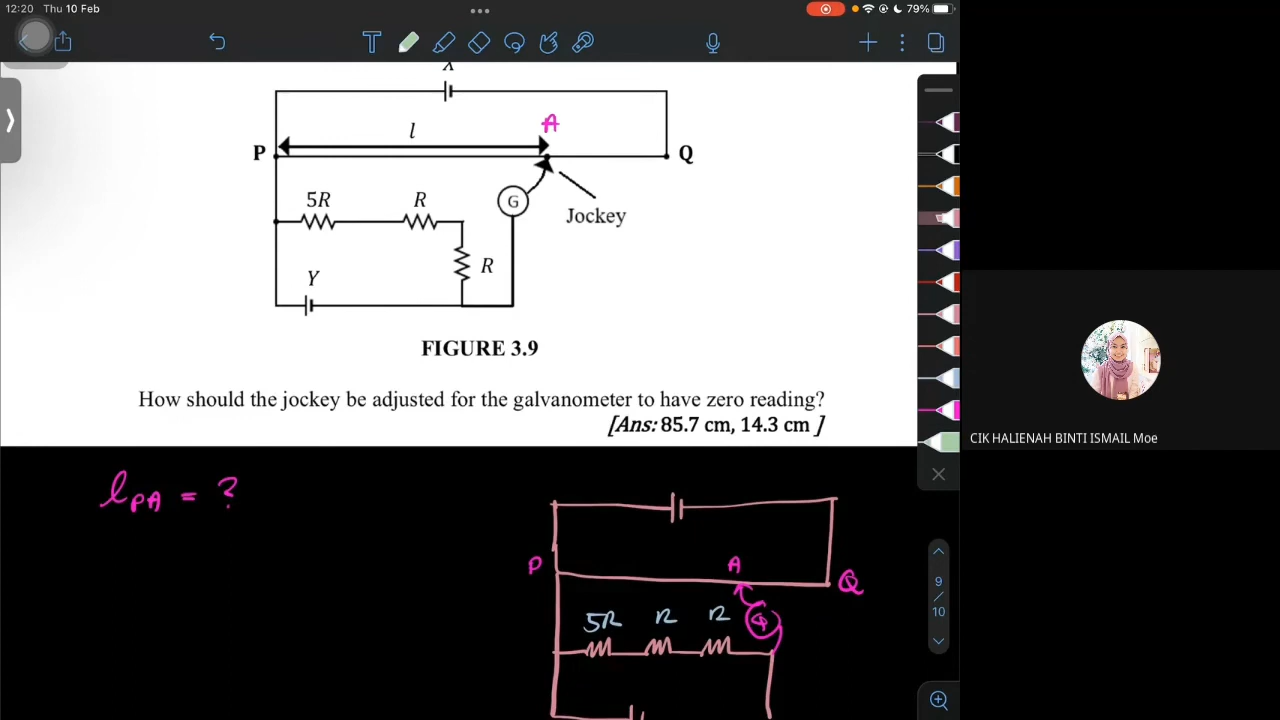 12:20 Thu 10 Feb
79%
T
X
l
A
P
Q
5R
R
G
Jockey
R
Y
FIGURE 3.9
How should the jockey be adjusted for the galvanometer to have zero reading?
[Ans: 85.7 cm, 14.3 cm ]
CIK HALIENAH BINTI ISMAIL Moe
l PA = ?
P
A
Q
5R R R G
9
/
10